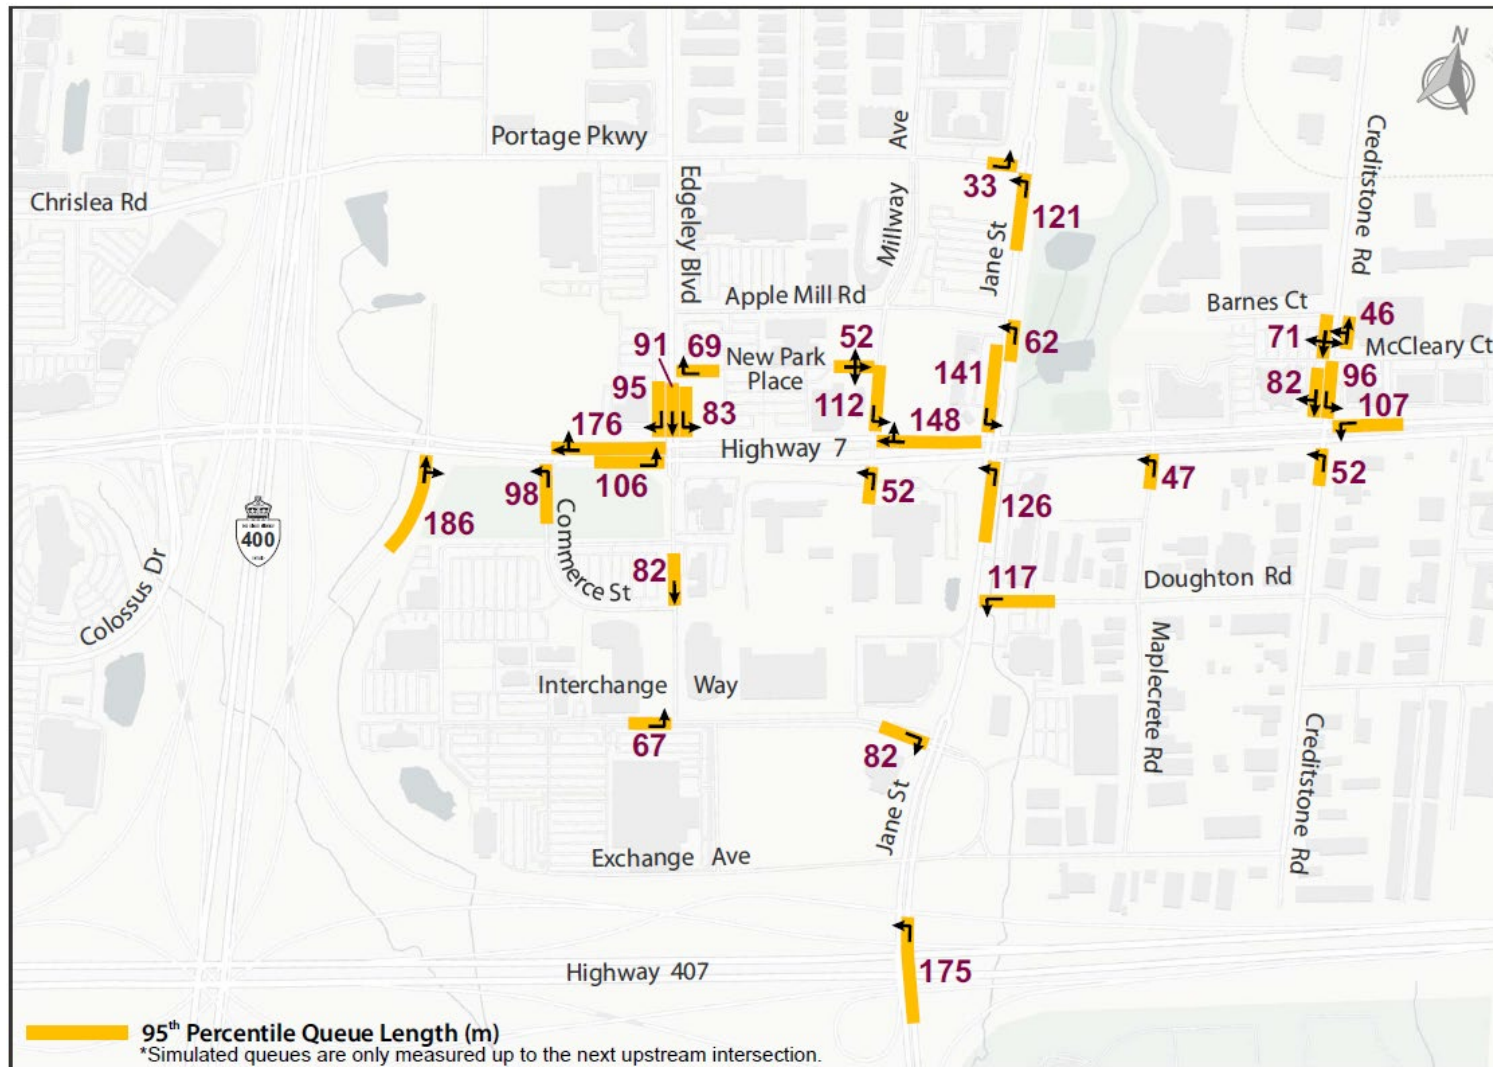 N
Portage Pkwy
Ave
Creditstone Rd
Chrislea Rd
33
Edgeley Blvd
Millway
121
Jane St
Apple Mill Rd
Barnes Ct
46
71
McCleary Ct
91
69
New Park
Place
52
62
95
141
96
82
83
112
107
176
148
Highway 7
106
98
52
47
52
126
186
400
Commerce St
82
117
Doughton Rd
Colossus Dr
Maplecrete Rd
Interchange Way
67
82
Creditstone Rd
Jane St
Exchange Ave
Highway 407
175
95th Percentile Queue Length (m)
*Simulated queues are only measured up to the next upstream intersection.